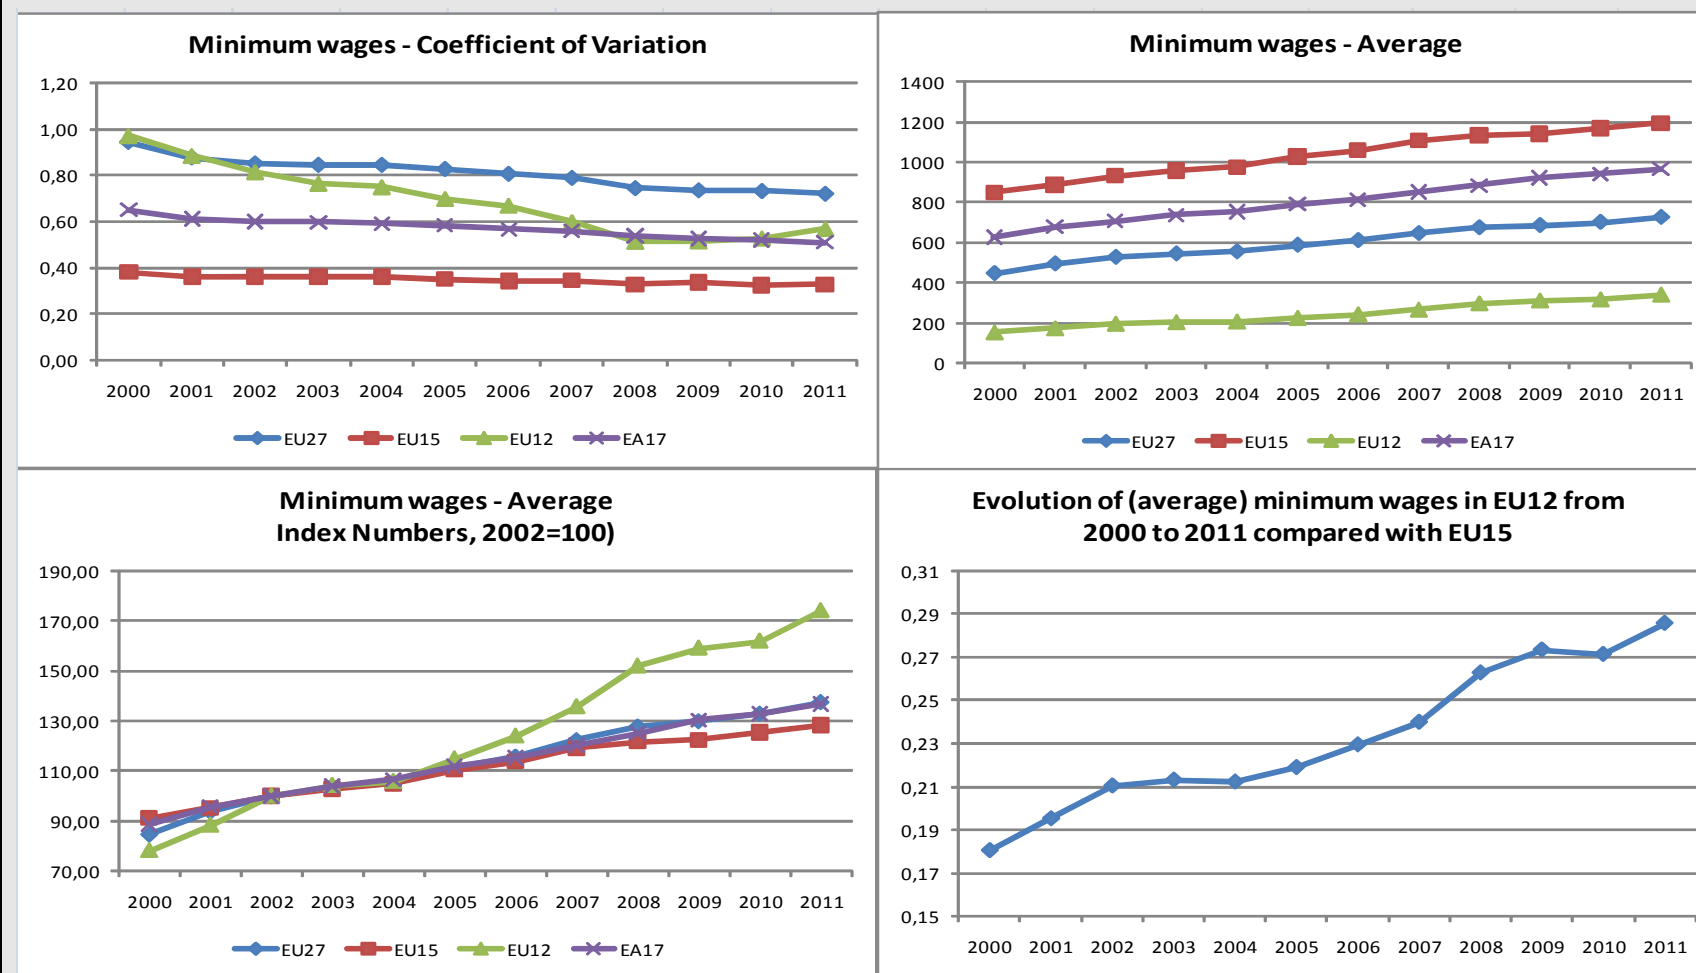 Minimum wages - Coefficient of Variation
1,20
1,00
0,80
0,60
0,40
0,20
0,00
2000 2001 2002 2003 2004 2005 2006 2007 2008 2009 2010 2011
EU27 EU15 EU12 EA17
Minimum wages - Average
1400
1200
1000
800
600
400
200
0
2000 2001 2002 2003 2004 2005 2006 2007 2008 2009 2010 2011
EU27 EU15 EU12 EA17
Minimum wages - Average
Index Numbers, 2002=100)
190,00
170,00
150,00
130,00
110,00
90,00
70,00
2000 2001 2002 2003 2004 2005 2006 2007 2008 2009 2010 2011
EU27 EU15 EU12 EA17
Evolution of (average) minimum wages in EU12 from
2000 to 2011 compared with EU15
0,31
0,29
0,27
0,25
0,23
0,21
0,19
0,17
0,15
2000 2001 2002 2003 2004 2005 2006 2007 2008 2009 2010 2011